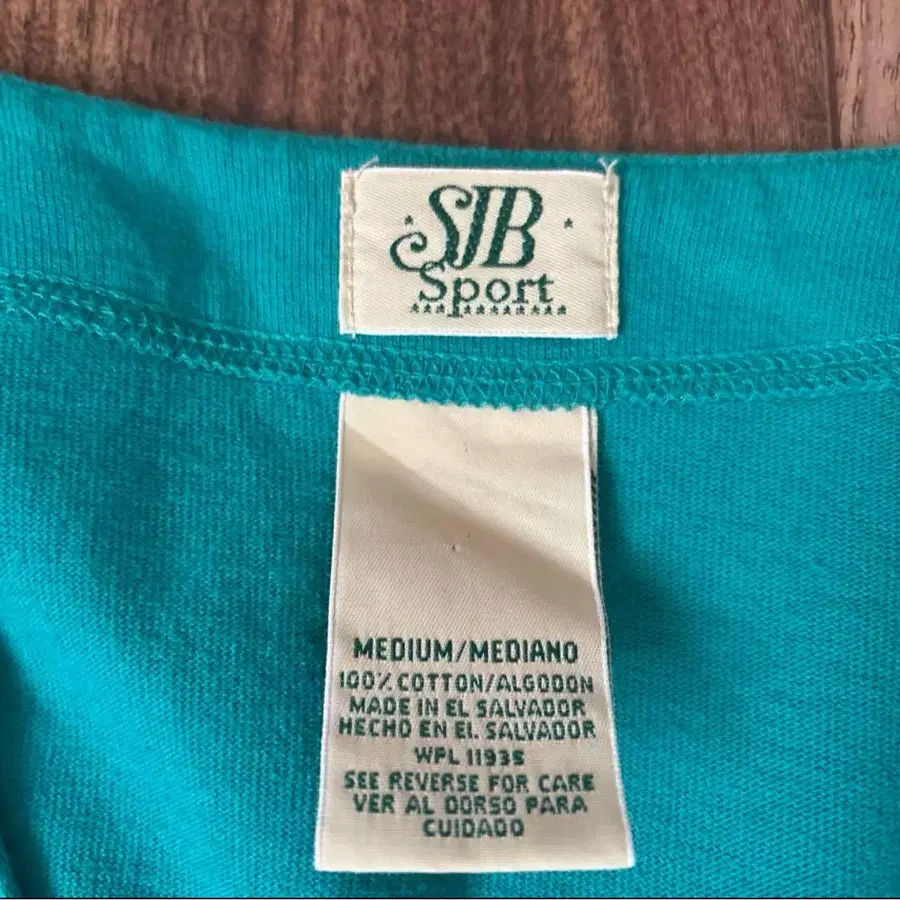 SJB
Sport
MEDIUM/MEDIANO
100% COTTON/ALGODON
MADE IN EL SALVADOR
HECHO EN EL SALVADOR
WPL 11935
SEE REVERSE FOR CARE
VER AL DORSO PARA
CUIDADO